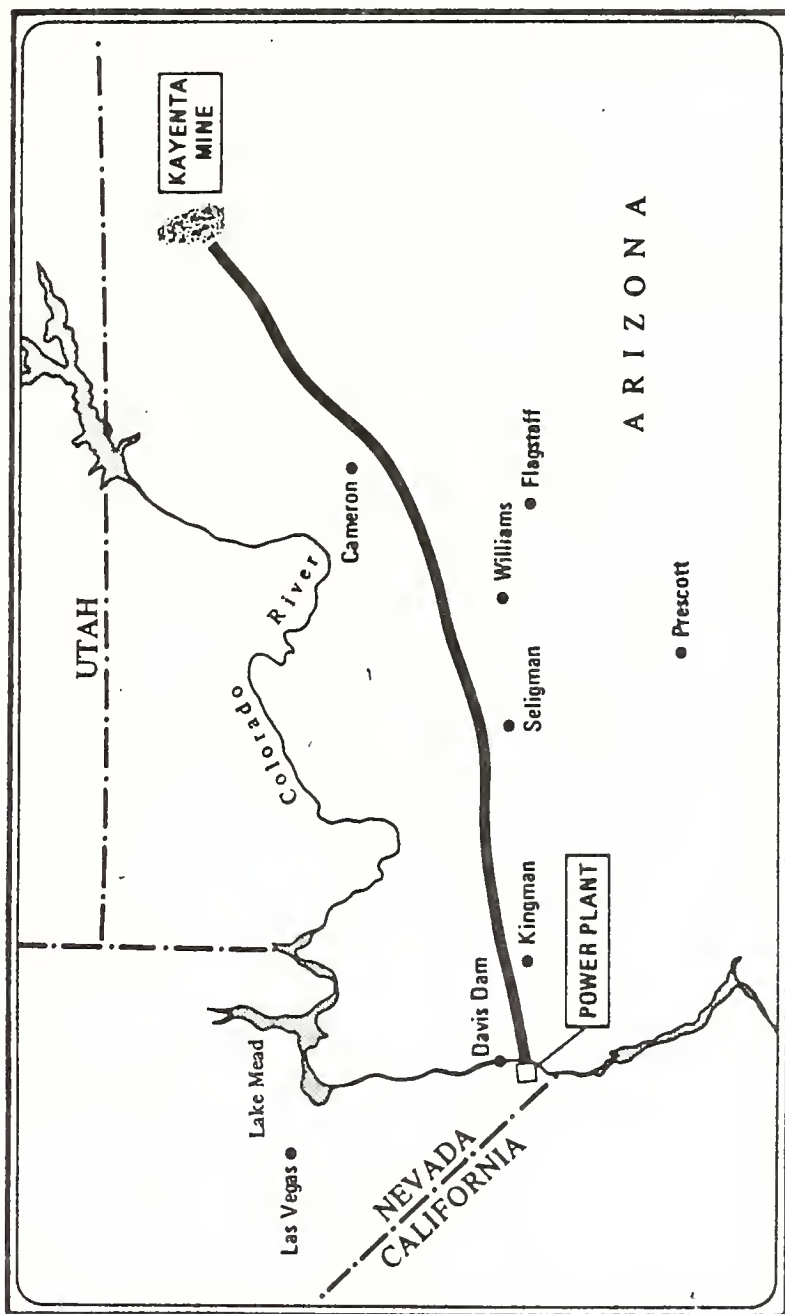 UTAH
KAYENTA
MINE
Colorado River
Lake Mead
Cameron
Las Vegas
Davis Dam
Kingman
Seligman
Williams
Flagstaff
NEVADA
CALIFORNIA
POWER PLANT
Prescott
ARIZONA